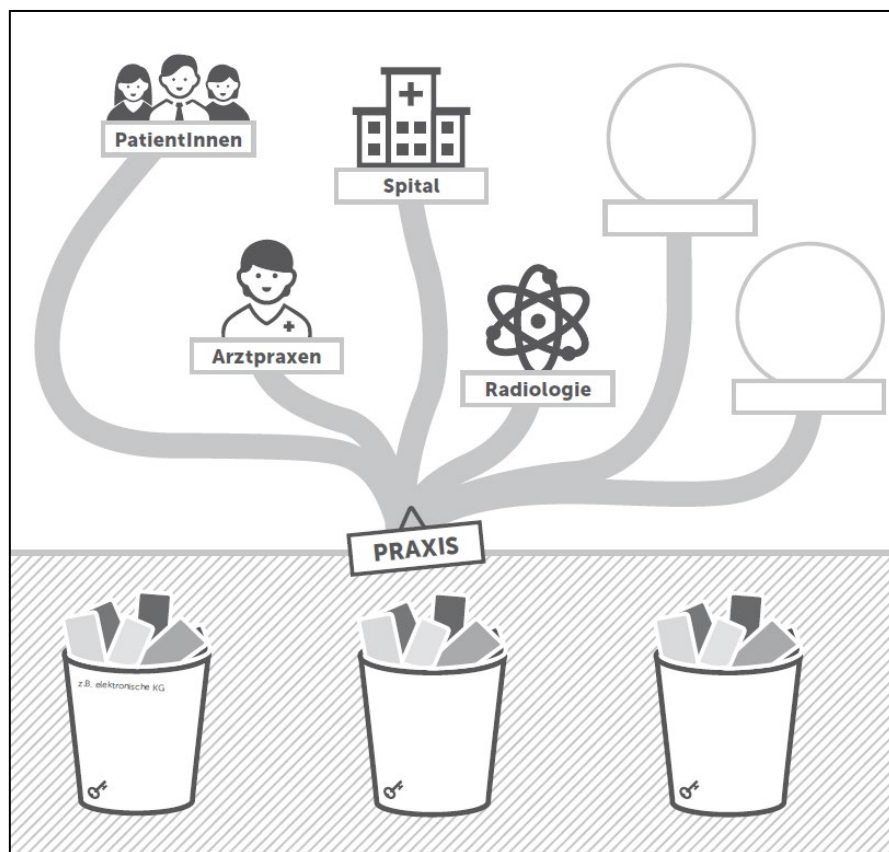 PatientInnen
Spital
Arztpraxen
Radiologie
PRAXIS
z.B. elektronische KG